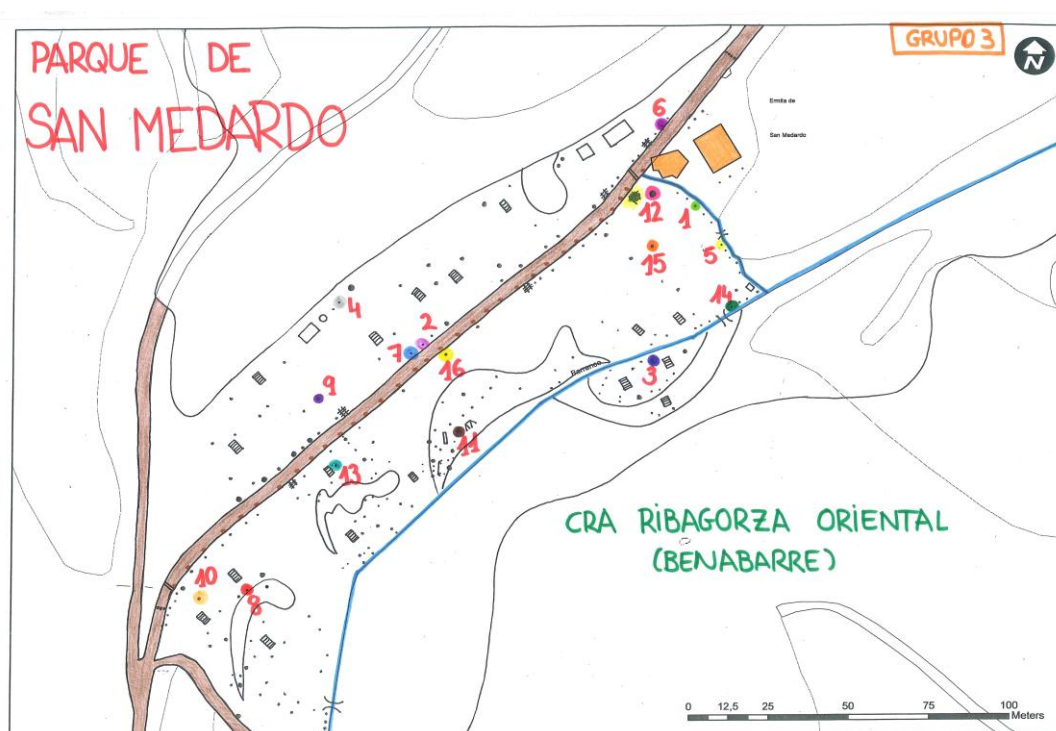 PARQUE DE
SAN MEDARDO
GRUPO 3
N
Ermita de
San Medardo
6
12
1
15
5
14
4
2
7
16
3
9
11
13
10
8
Barranco
CRA RIBAGORZA ORIENTAL
(BENABARRE)
0 12,5 25 50 75 100
Meters